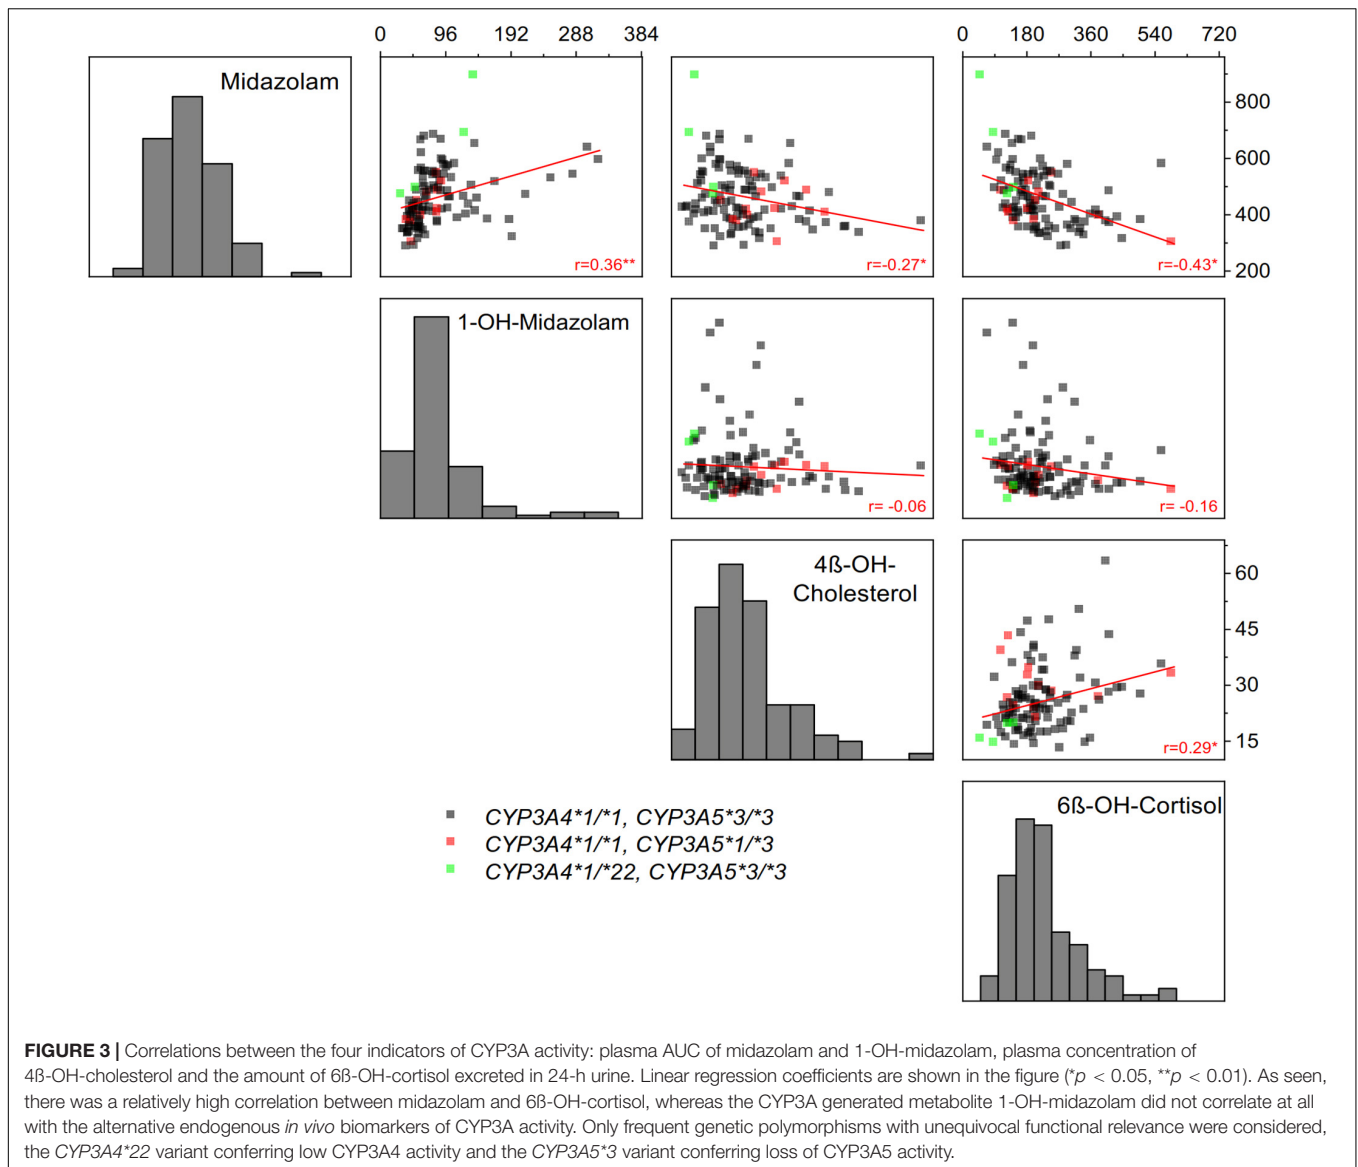 0 96 192 288 384
0 180 360 540 720
Midazolam
r=0.36**
r=-0.27*
r=-0.43*
800
600
400
200
1-OH-Midazolam
r= -0.06
r= -0.16
4ß-OH-
Cholesterol
r=0.29*
60
45
30
15
6ß-OH-Cortisol
CYP3A4*1/*1, CYP3A5*3/*3
CYP3A4*1/*1, CYP3A5*1/*3
CYP3A4*1/*22, CYP3A5*3/*3
FIGURE 3 | Correlations between the four indicators of CYP3A activity: plasma AUC of midazolam and 1-OH-midazolam, plasma concentration of
4ß-OH-cholesterol and the amount of 6ß-OH-cortisol excreted in 24-h urine. Linear regression coefficients are shown in the figure (*p < 0.05, **p < 0.01). As seen,
there was a relatively high correlation between midazolam and 6ß-OH-cortisol, whereas the CYP3A generated metabolite 1-OH-midazolam did not correlate at all
with the alternative endogenous in vivo biomarkers of CYP3A activity. Only frequent genetic polymorphisms with unequivocal functional relevance were considered,
the CYP3A4*22 variant conferring low CYP3A4 activity and the CYP3A5*3 variant conferring loss of CYP3A5 activity.